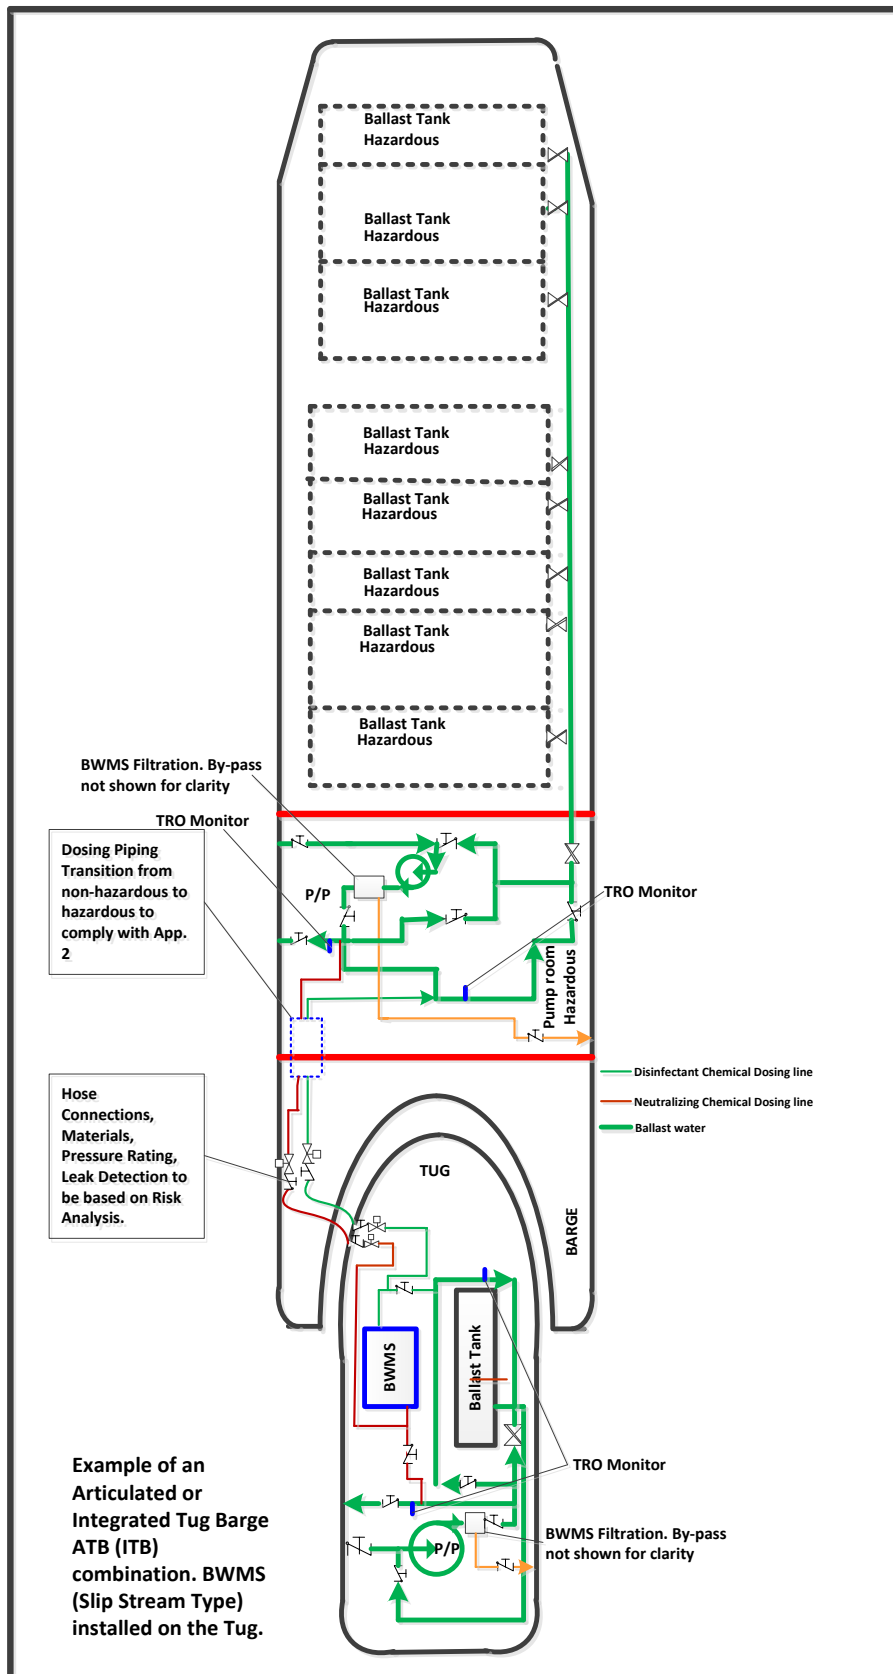 Ballast Tank
Hazardous
Ballast Tank
Hazardous
Ballast Tank
Hazardous
Ballast Tank
Hazardous
Ballast Tank
Hazardous
Ballast Tank
Hazardous
Ballast Tank
Hazardous
Ballast Tank
Hazardous
BWMS Filtration. By-pass
not shown for clarity
TRO Monitor
Dosing Piping
Transition from
non-hazardous to
hazardous to
comply with App.
2
P/P
TRO Monitor
Pump room
Hazardous
Disinfectant Chemical Dosing line
Neutralizing Chemical Dosing line
Ballast water
Hose
Connections,
Materials,
Pressure Rating,
Leak Detection to
be based on Risk
Analysis.
TUG
BARGE
BWMS
Ballast Tank
TRO Monitor
Example of an
Articulated or
Integrated Tug Barge
ATB (ITB)
combination. BWMS
(Slip Stream Type)
installed on the Tug.
P/P
BWMS Filtration. By-pass
not shown for clarity